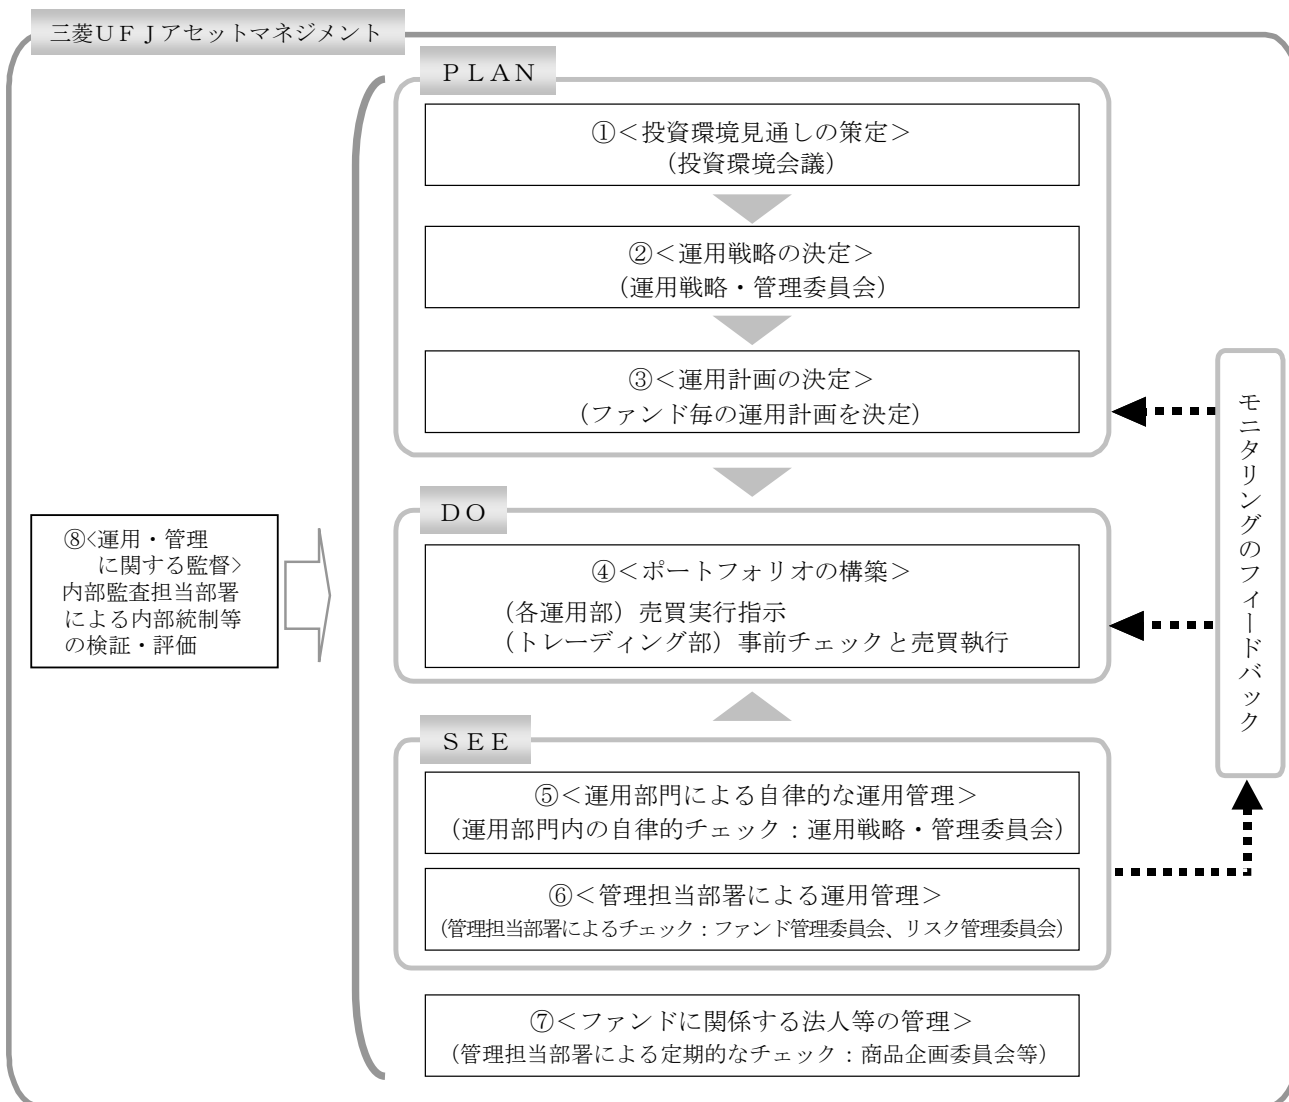 三菱ＵＦＪアセットマネジメント
ＰＬＡＮ
①＜投資環境見通しの策定＞
（投資環境会議）
②＜運用戦略の決定＞
（運用戦略・管理委員会）
③＜運用計画の決定＞
（ファンド毎の運用計画を決定）
ＤＯ
④＜ポートフォリオの構築＞
（各運用部）売買実行指示
（トレーディング部）事前チェックと売買執行
ＳＥＥ
⑤＜運用部門による自律的な運用管理＞
（運用部門内の自律的チェック：運用戦略・管理委員会）
⑥＜管理担当部署による運用管理＞
（管理担当部署によるチェック：ファンド管理委員会、リスク管理委員会）
⑦＜ファンドに関係する法人等の管理＞
（管理担当部署による定期的なチェック：商品企画委員会等）
⑧<運用・管理
に関する監督>
内部監査担当部署
による内部統制等
の検証・評価
モニタリングのフィードバック